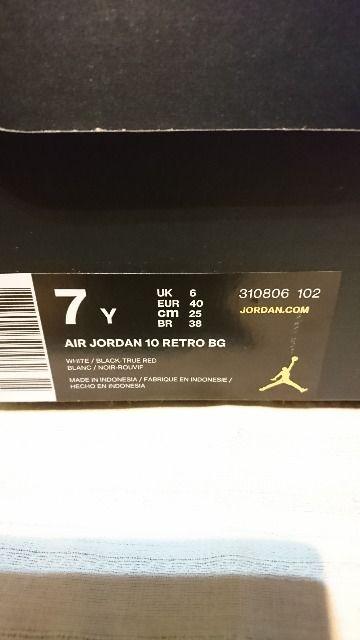 7 Y
UK 6
EUR 40
cm 25
BR 38
310806 102
JORDAN.COM
AIR JORDAN 10 RETRO BG
WHITE / BLACK-TRUE RED
BLANC / NOIR-ROUVIF
MADE IN INDONESIA / FABRIQUE EN INDONESIE /
HECHO EN INDONESIA